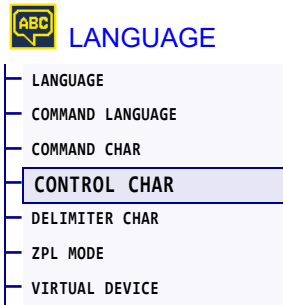 ABC
LANGUAGE
LANGUAGE
COMMAND LANGUAGE
COMMAND CHAR
CONTROL CHAR
DELIMITER CHAR
ZPL MODE
VIRTUAL DEVICE